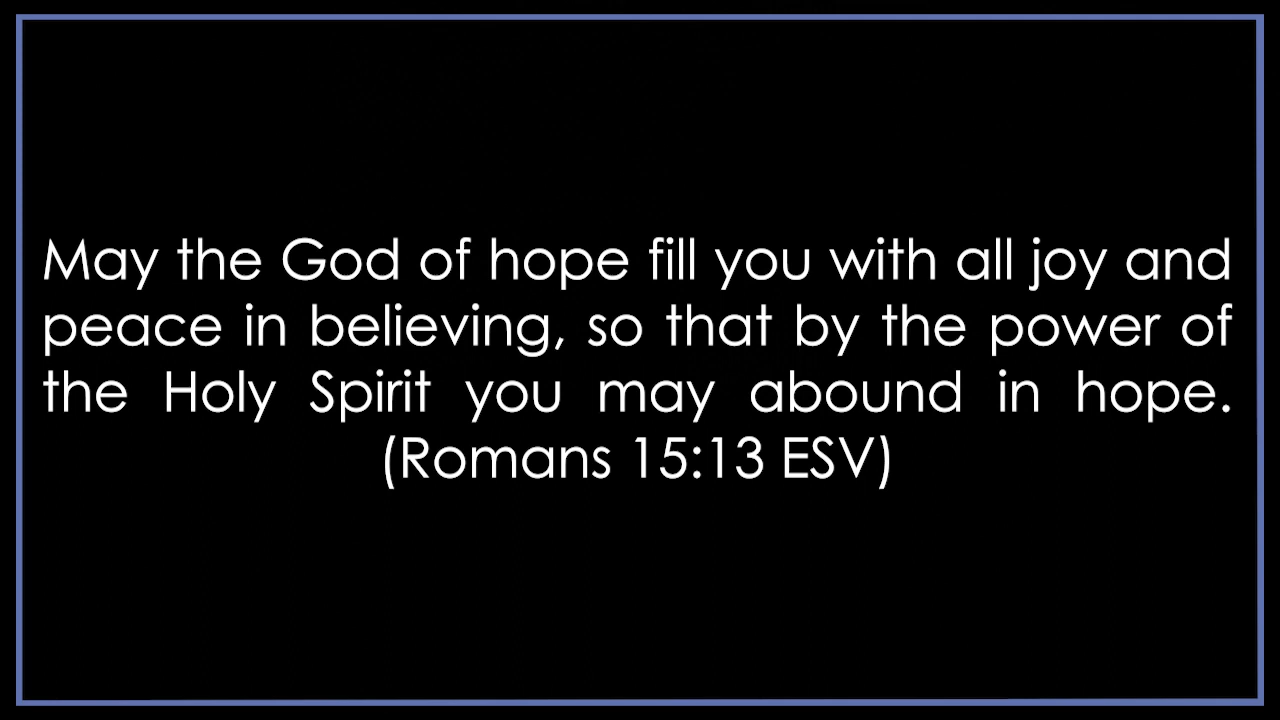 May the God of hope fill you with all joy and
peace in believing, so that by the power of
the Holy Spirit you may abound in hope.
(Romans 15:13 ESV)